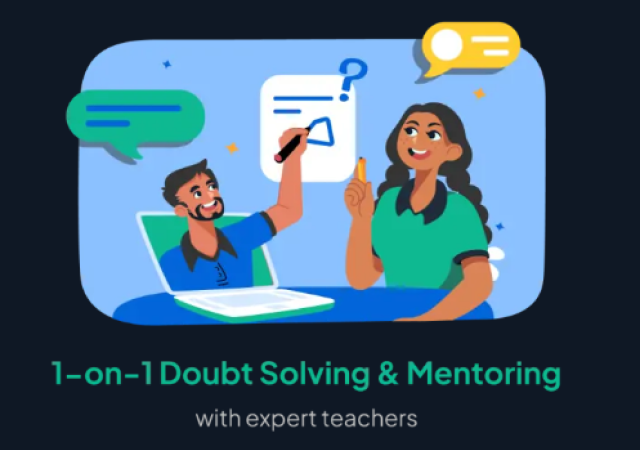 ?
1-on-1 Doubt Solving & Mentoring
with expert teachers